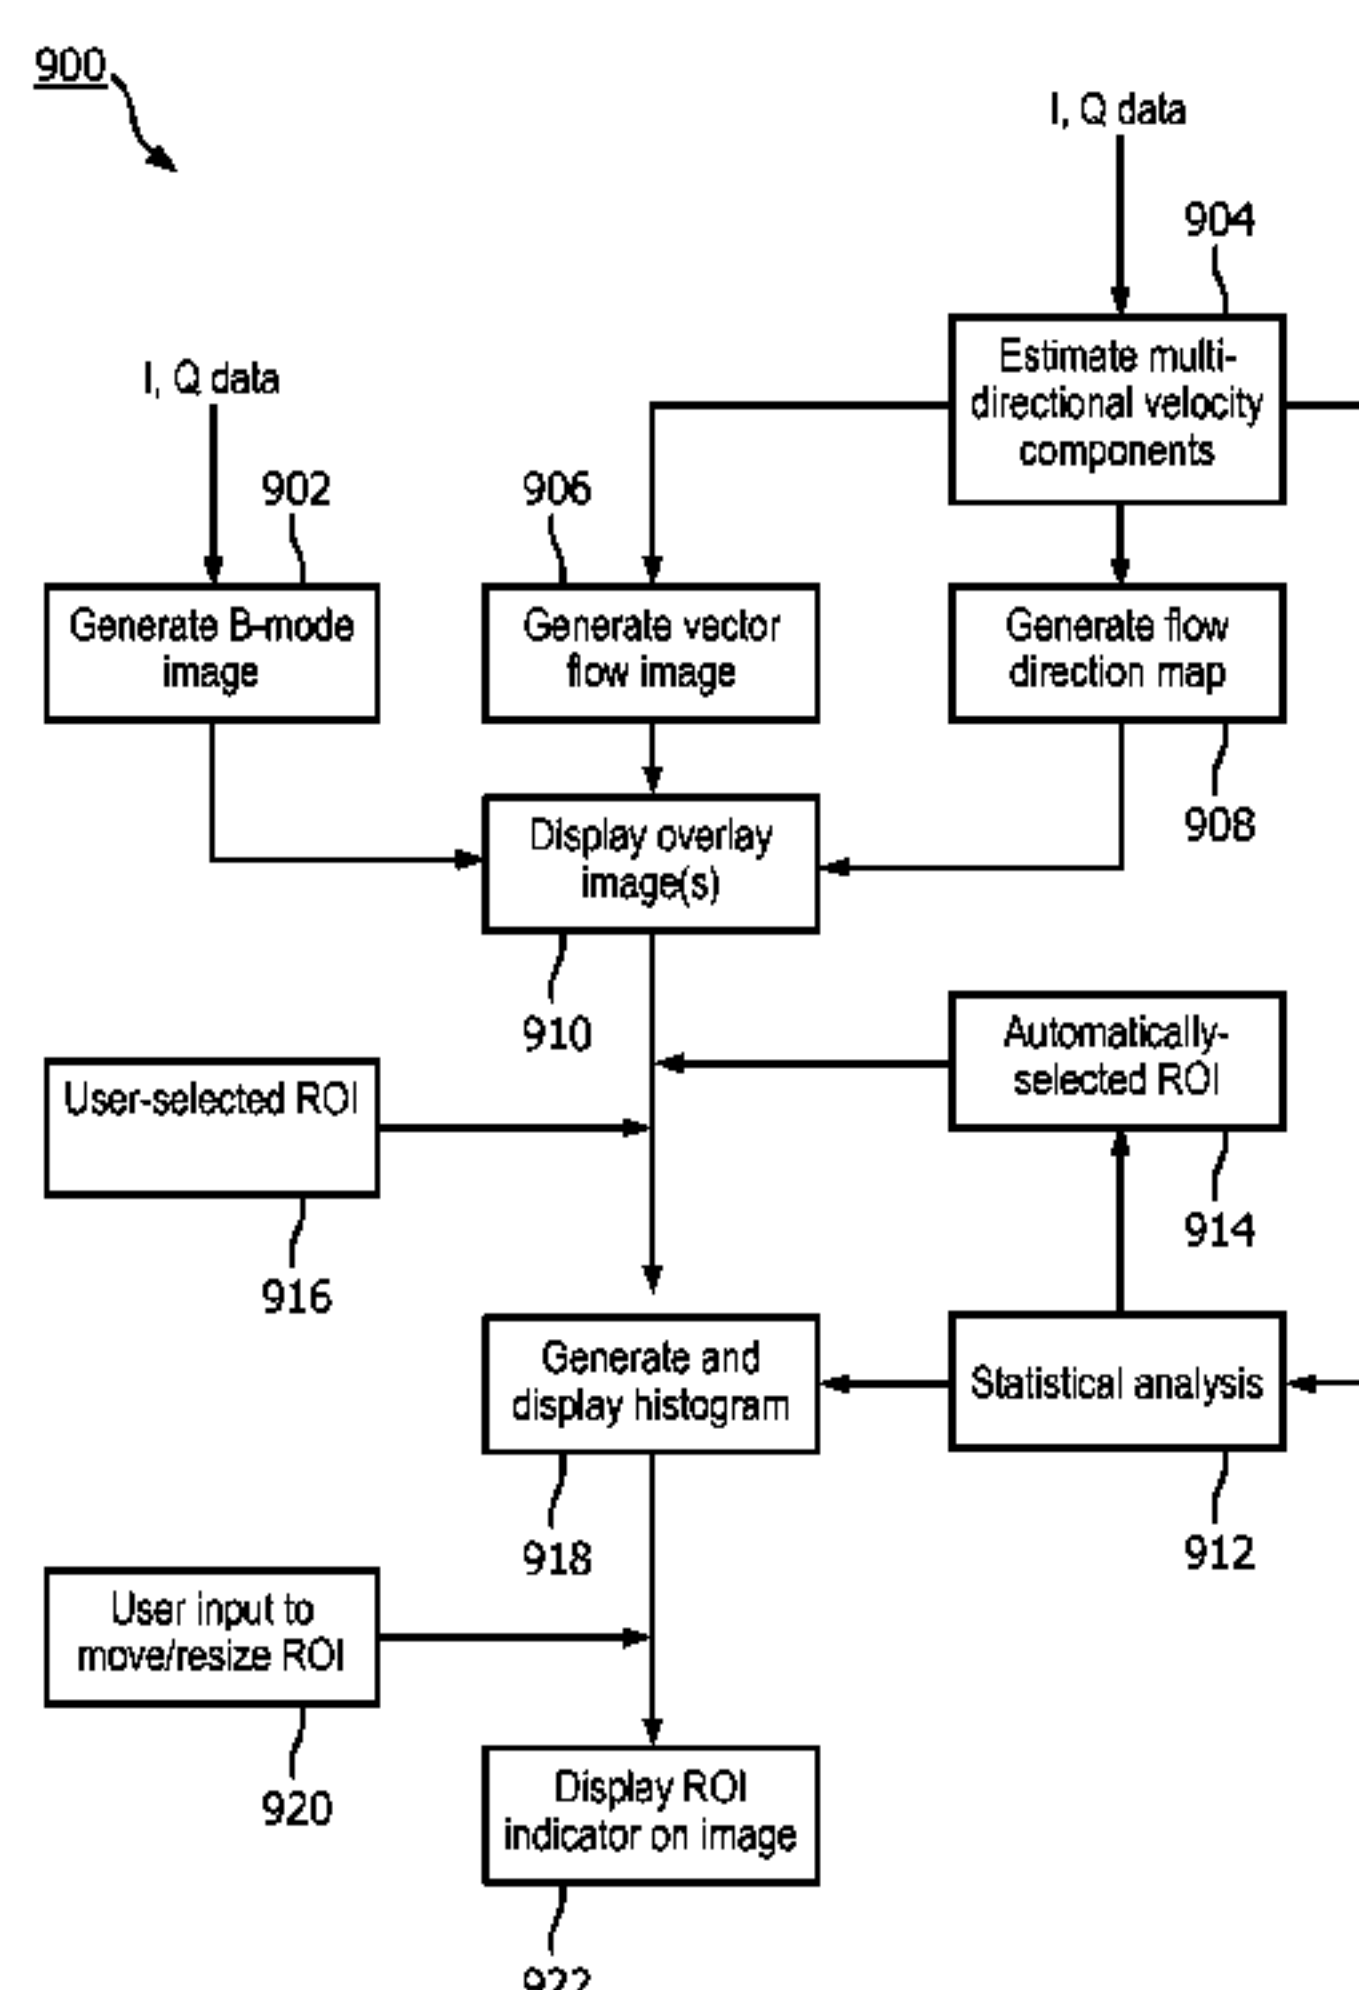 900
I, Q data
904
Estimate multi-
directional velocity
components
I, Q data
902
906
Generate B-mode
image
Generate vector
flow image
Generate flow
direction map
908
Display overlay
image(s)
910
Automatically-
selected ROI
914
User-selected ROI
916
Generate and
display histogram
918
Statistical analysis
912
User input to
move/resize ROI
920
Display ROI
indicator on image
922